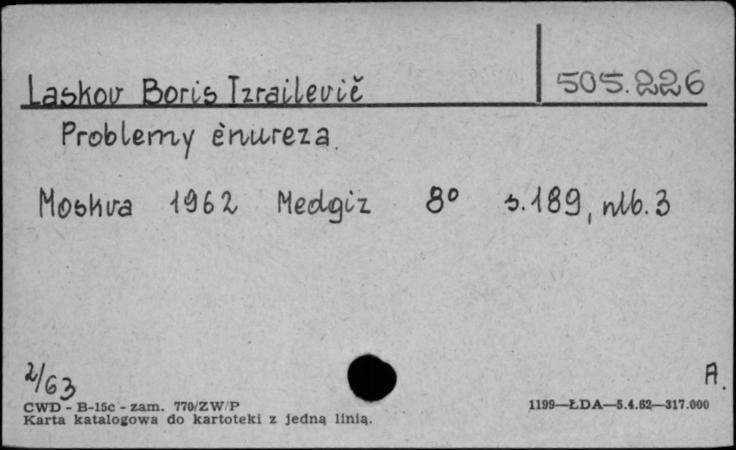 Laskov Boris Izrailevič 505.226
Problemy ènureza.
Moskva 1962 Medgiz 8° s.189, nlb. 3
2/63
A.
CWD - B-15c - zam. 770/ZW/P
Karta katalogowa do kartoteki z jedną linią.
1199—ŁDA—5.4.62—317.000